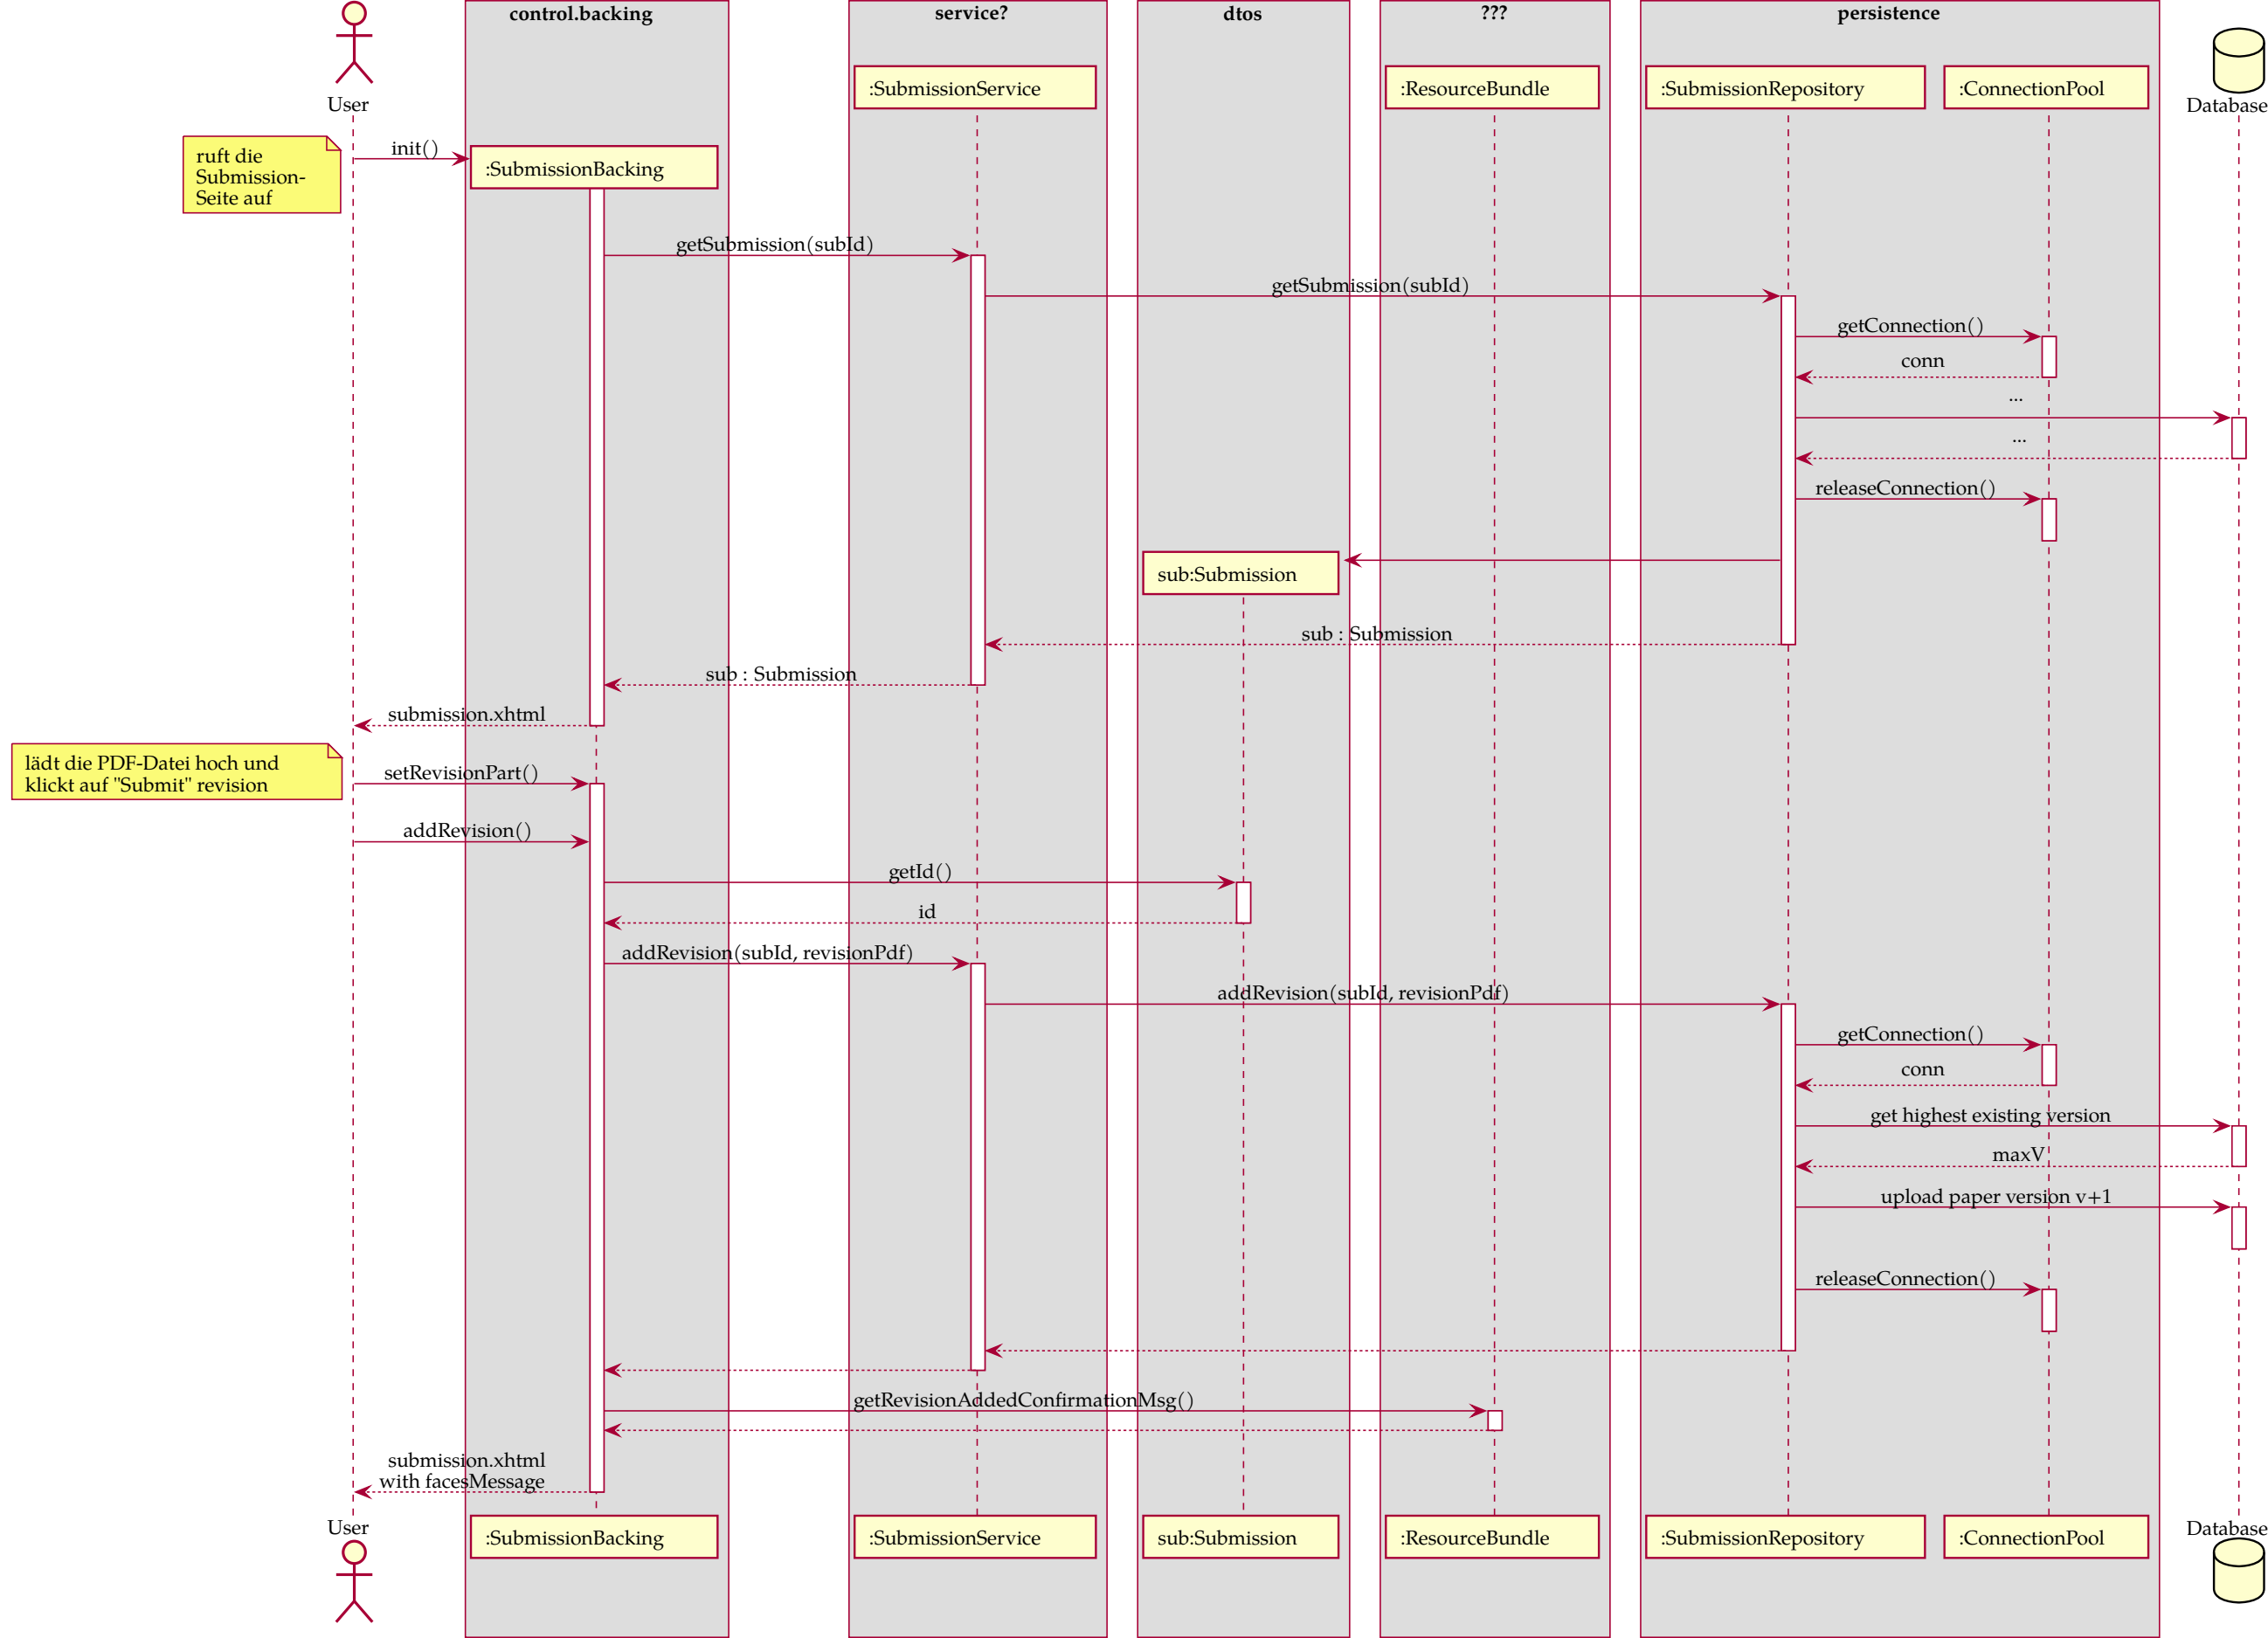 control.backing
service?
dtos
???
persistence
:SubmissionService
:ResourceBundle
:SubmissionRepository
:ConnectionPool
User
Database
ruft die
Submission-
Seite auf
init()
:SubmissionBacking
getSubmission(subId)
getSubmission(subId)
getConnection()
conn
...
...
releaseConnection()
sub:Submission
sub : Submission
sub : Submission
submission.xhtml
lädt die PDF-Datei hoch und
klickt auf "Submit" revision
setRevisionPart()
addRevision()
getId()
id
addRevision(subId, revisionPdf)
addRevision(subId, revisionPdf)
getConnection()
conn
get highest existing version
maxV
upload paper version v+1
releaseConnection()
getRevisionAddedConfirmationMsg()
submission.xhtml
with facesMessage
User
:SubmissionBacking
:SubmissionService
sub:Submission
:ResourceBundle
:SubmissionRepository
:ConnectionPool
Database